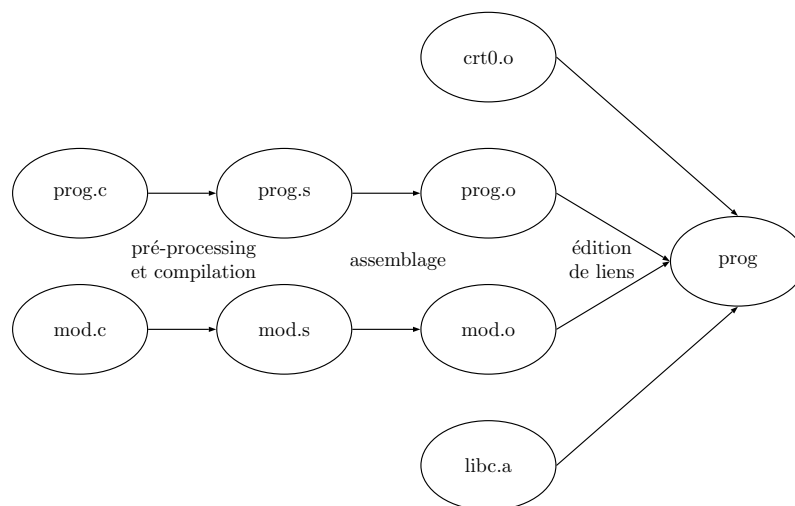 crt0.o
prog.c
prog.s
prog.o
pré-processing
et compilation
assemblage
édition
de liens
prog
mod.c
mod.s
mod.o
libc.a